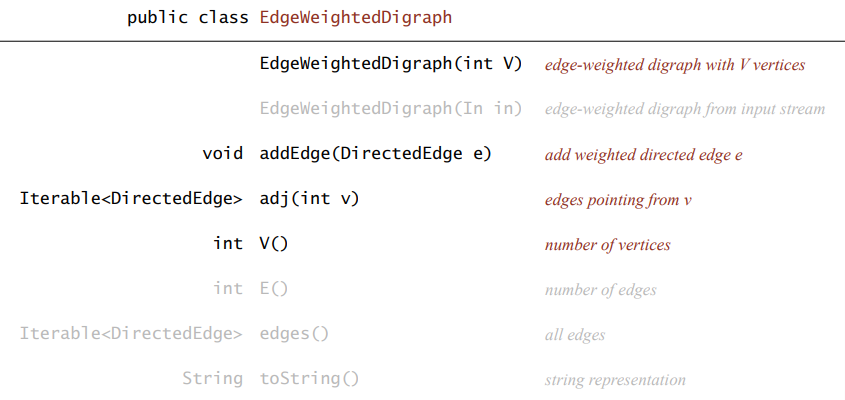 public class EdgeWeightedDigraph
EdgeWeightedDigraph(int V) edge-weighted digraph with V vertices
EdgeWeightedDigraph(In in) edge-weighted digraph from input stream
void addEdge(DirectedEdge e) add weighted directed edge e
Iterable<DirectedEdge> adj(int v) edges pointing from v
int V() number of vertices
int E() number of edges
Iterable<DirectedEdge> edges() all edges
String toString() string representation